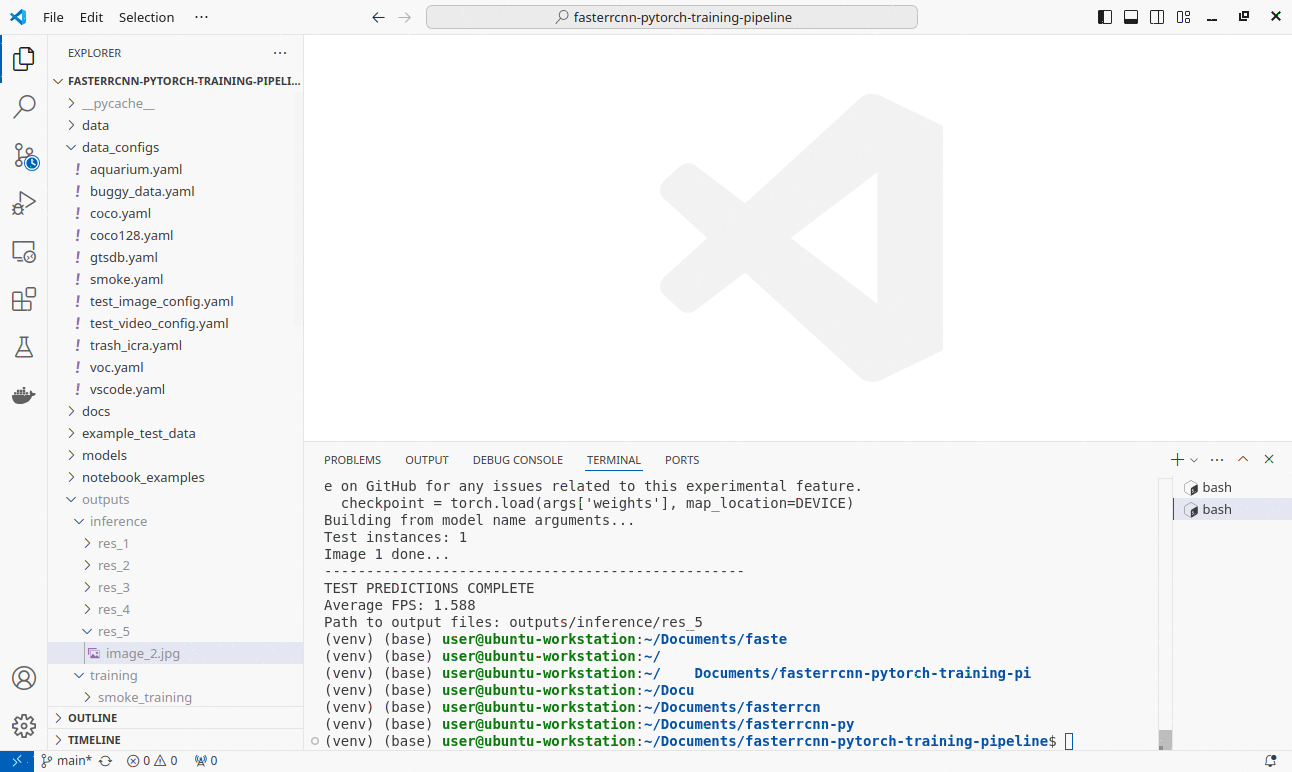 File Edit Selection ···
fasterrcnn-pytorch-training-pipeline
EXPLORER
FASTERRCNN-PYTORCH-TRAINING-PIPELI...
__pycache__
data
data_configs
! aquarium.yaml
! buggy_data.yaml
! coco.yaml
! coco128.yaml
! gtsdb.yaml
! smoke.yaml
! test_image_config.yaml
! test_video_config.yaml
! trash_icra.yaml
! voc.yaml
! vscode.yaml
docs
example_test_data
models
notebook_examples
outputs
inference
res_1
res_2
res_3
res_4
res_5
image_2.jpg
training
smoke_training
OUTLINE
TIMELINE
PROBLEMS OUTPUT DEBUG CONSOLE TERMINAL PORTS
e on GitHub for any issues related to this experimental feature.
checkpoint = torch.load(args['weights'], map_location=DEVICE)
Building from model name arguments...
Test instances: 1
Image 1 done...
--------------------------------------------------
TEST PREDICTIONS COMPLETE
Average FPS: 1.588
Path to output files: outputs/inference/res_5
(venv) (base) user@ubuntu-workstation:~/Documents/faste
(venv) (base) user@ubuntu-workstation:~/
(venv) (base) user@ubuntu-workstation:~/ Documents/fasterrcnn-pytorch-training-pi
(venv) (base) user@ubuntu-workstation:~/Docu
(venv) (base) user@ubuntu-workstation:~/Documents/fasterrcn
(venv) (base) user@ubuntu-workstation:~/Documents/fasterrcnn-py
(venv) (base) user@ubuntu-workstation:~/Documents/fasterrcnn-pytorch-training-pipeline$
bash
bash
main* 0 0 0